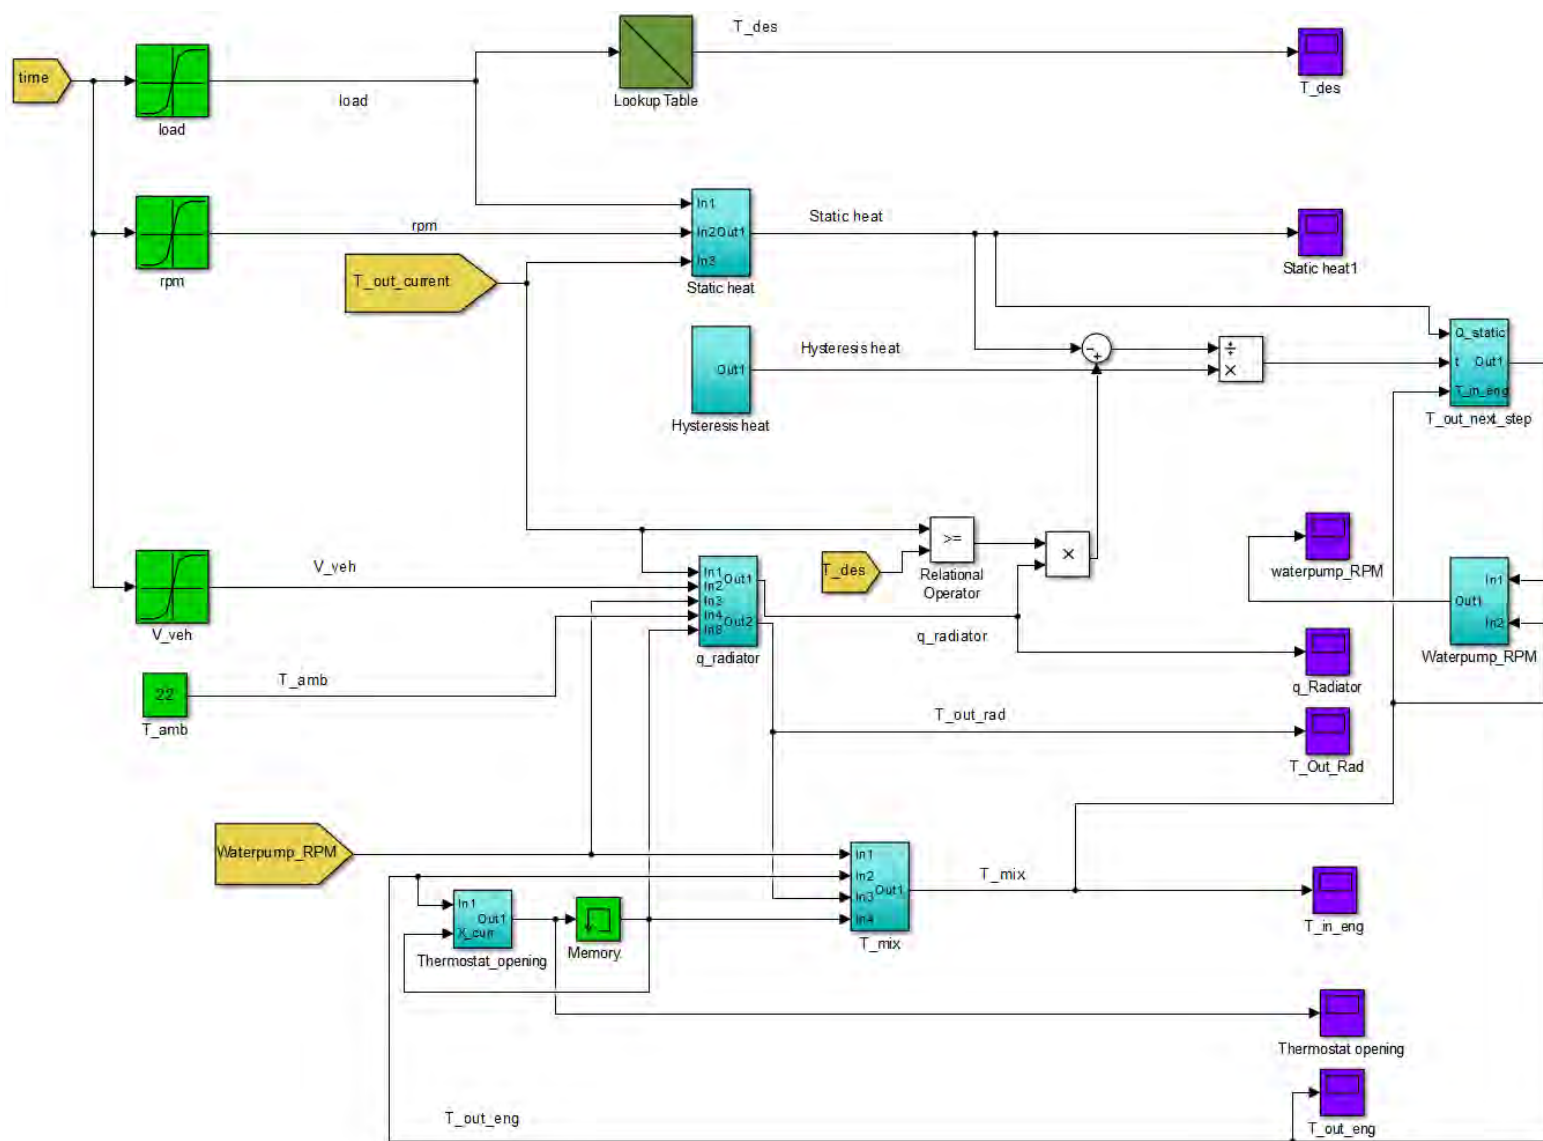 time
load
load
Lookup Table
T_des
T_des
rpm
rpm
T_out_current
In1
In2
Out1
In3
Static heat
Static heat
Static heat1
Out1
Hysteresis heat
Hysteresis heat
-
+
÷
×
Q_static
t
Out1
T_in_eng
T_out_next_step
V_veh
V_veh
In1
In2
In3
In4
Out1
Out2
q_radiator
T_des
>=
Relational
Operator
×
q_radiator
waterpump_RPM
In1
Out1
In2
Waterpump_RPM
q_Radiator
22
T_amb
T_amb
T_out_rad
T_Out_Rad
Waterpump_RPM
In1
In2
In3
In4
Out1
T_mix
T_mix
T_in_eng
In1
Out1
X_curr
Thermostat_opening
Memory.
Thermostat opening
T_out_eng
T_out_eng